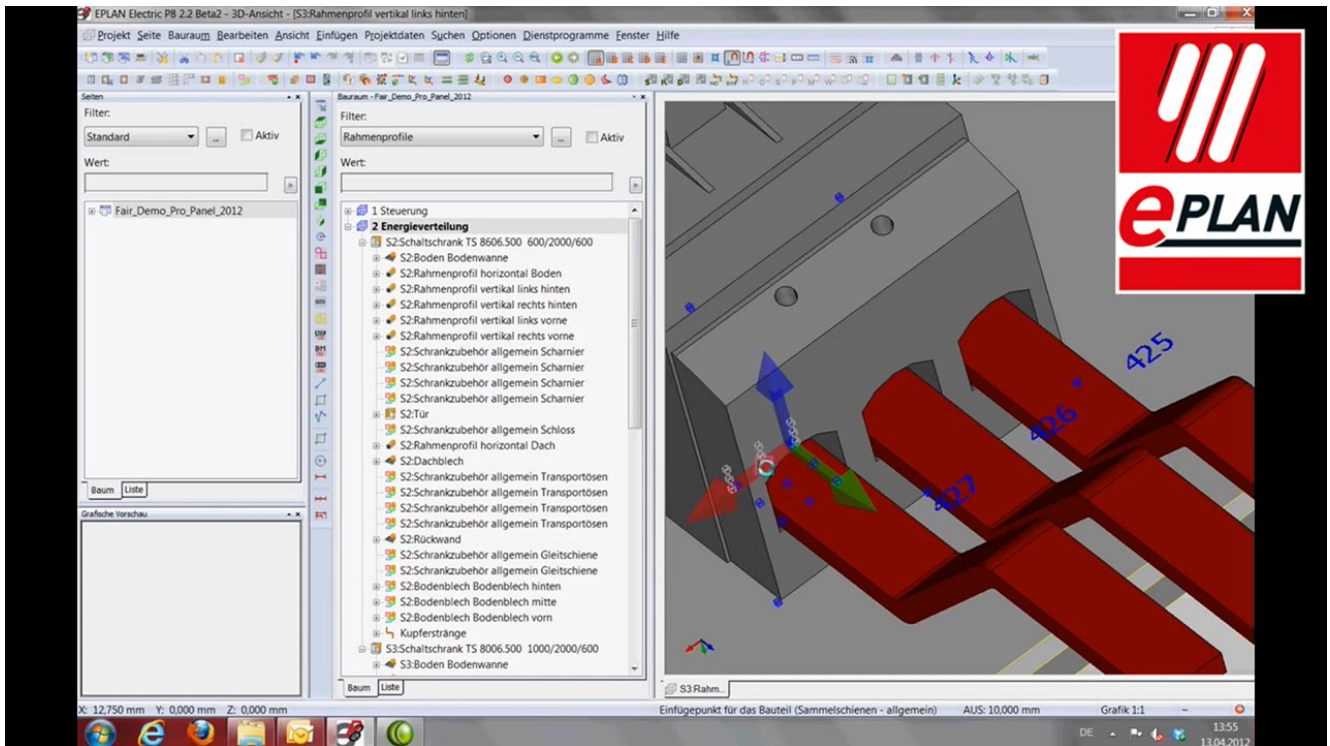 EPLAN Electric P8 2.2 Beta2 - 3D-Ansicht - [S3:Rahmenprofil vertikal links hinten]
Projekt Seite Bauraum Bearbeiten Ansicht Einfügen Projektdaten Suchen Optionen Dienstprogramme Fenster Hilfe
Seiten
Filter:
Standard
...
Aktiv
Wert:
Fair_Demo_Pro_Panel_2012
Baum Liste
Grafische Vorschau
Bauraum - Fair_Demo_Pro_Panel_2012
Filter:
Rahmenprofile
...
Aktiv
Wert:
1 Steuerung
2 Energieverteilung
S2:Schaltschrank TS 8606.500 600/2000/600
S2:Boden Bodenwanne
S2:Rahmenprofil horizontal Boden
S2:Rahmenprofil vertikal links hinten
S2:Rahmenprofil vertikal rechts hinten
S2:Rahmenprofil vertikal links vorne
S2:Rahmenprofil vertikal rechts vorne
S2:Schrankzubehör allgemein Scharnier
S2:Schrankzubehör allgemein Scharnier
S2:Schrankzubehör allgemein Scharnier
S2:Schrankzubehör allgemein Scharnier
S2:Tür
S2:Schrankzubehör allgemein Schloss
S2:Rahmenprofil horizontal Dach
S2:Dachblech
S2:Schrankzubehör allgemein Transportösen
S2:Schrankzubehör allgemein Transportösen
S2:Schrankzubehör allgemein Transportösen
S2:Schrankzubehör allgemein Transportösen
S2:Rückwand
S2:Schrankzubehör allgemein Gleitschiene
S2:Schrankzubehör allgemein Gleitschiene
S2:Bodenblech Bodenblech hinten
S2:Bodenblech Bodenblech mitte
S2:Bodenblech Bodenblech vorn
Kupferstränge
S3:Schaltschrank TS 8006.500 1000/2000/600
S3:Boden Bodenwanne
Baum Liste
425
426
427
ePLAN
S3:Rahm...
X: 12,750 mm Y: 0,000 mm Z: 0,000 mm
Einfügepunkt für das Bauteil (Sammelschienen - allgemein) AUS: 10,000 mm Grafik 1:1
DE
13:55
13.04.2012